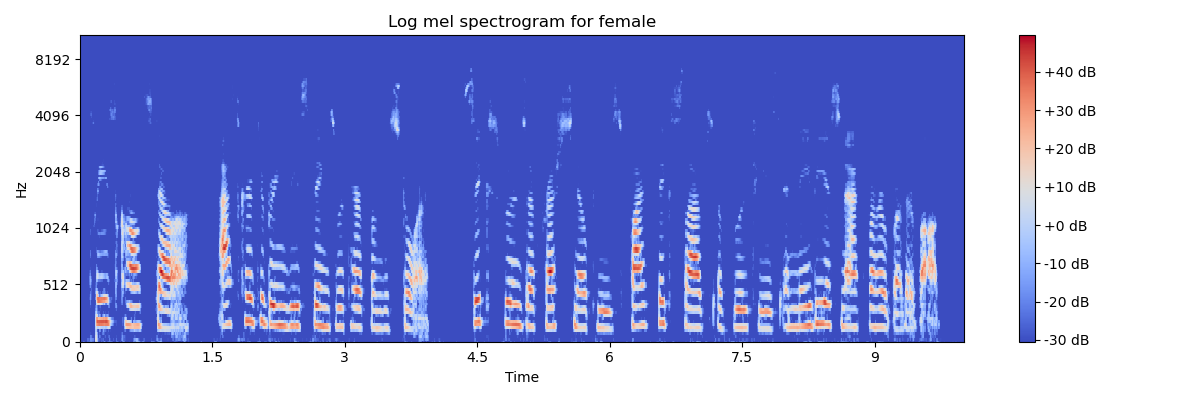 Log mel spectrogram for female
8192
4096
2048
1024
512
0
Hz
0 1.5 3 4.5 6 7.5 9
Time
+40 dB
+30 dB
+20 dB
+10 dB
+0 dB
-10 dB
-20 dB
-30 dB